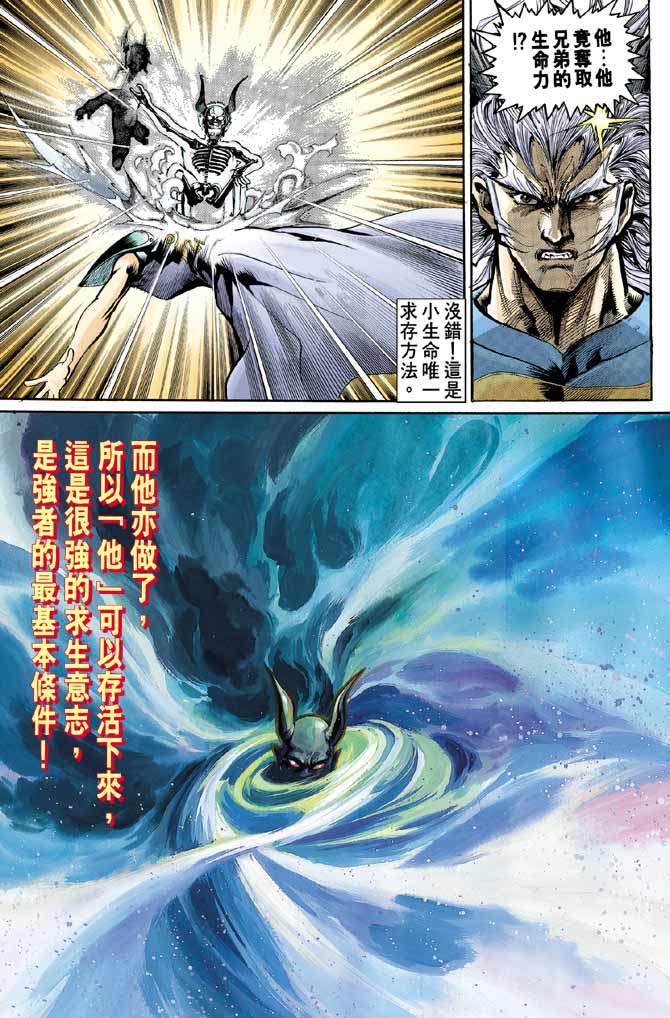 他…他
竟奪取
兄弟的
生命力
!?
沒錯！這是
小生命唯一
求存方法。
而他亦做了，
所以「他」可以存活下來，
這是很強的求生意志，
是強者的最基本條件！